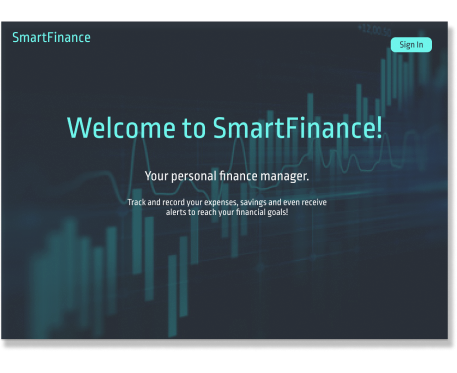 SmartFinance
Sign In
Welcome to SmartFinance!
Your personal finance manager.
Track and record your expenses, savings and even receive
alerts to reach your financial goals!